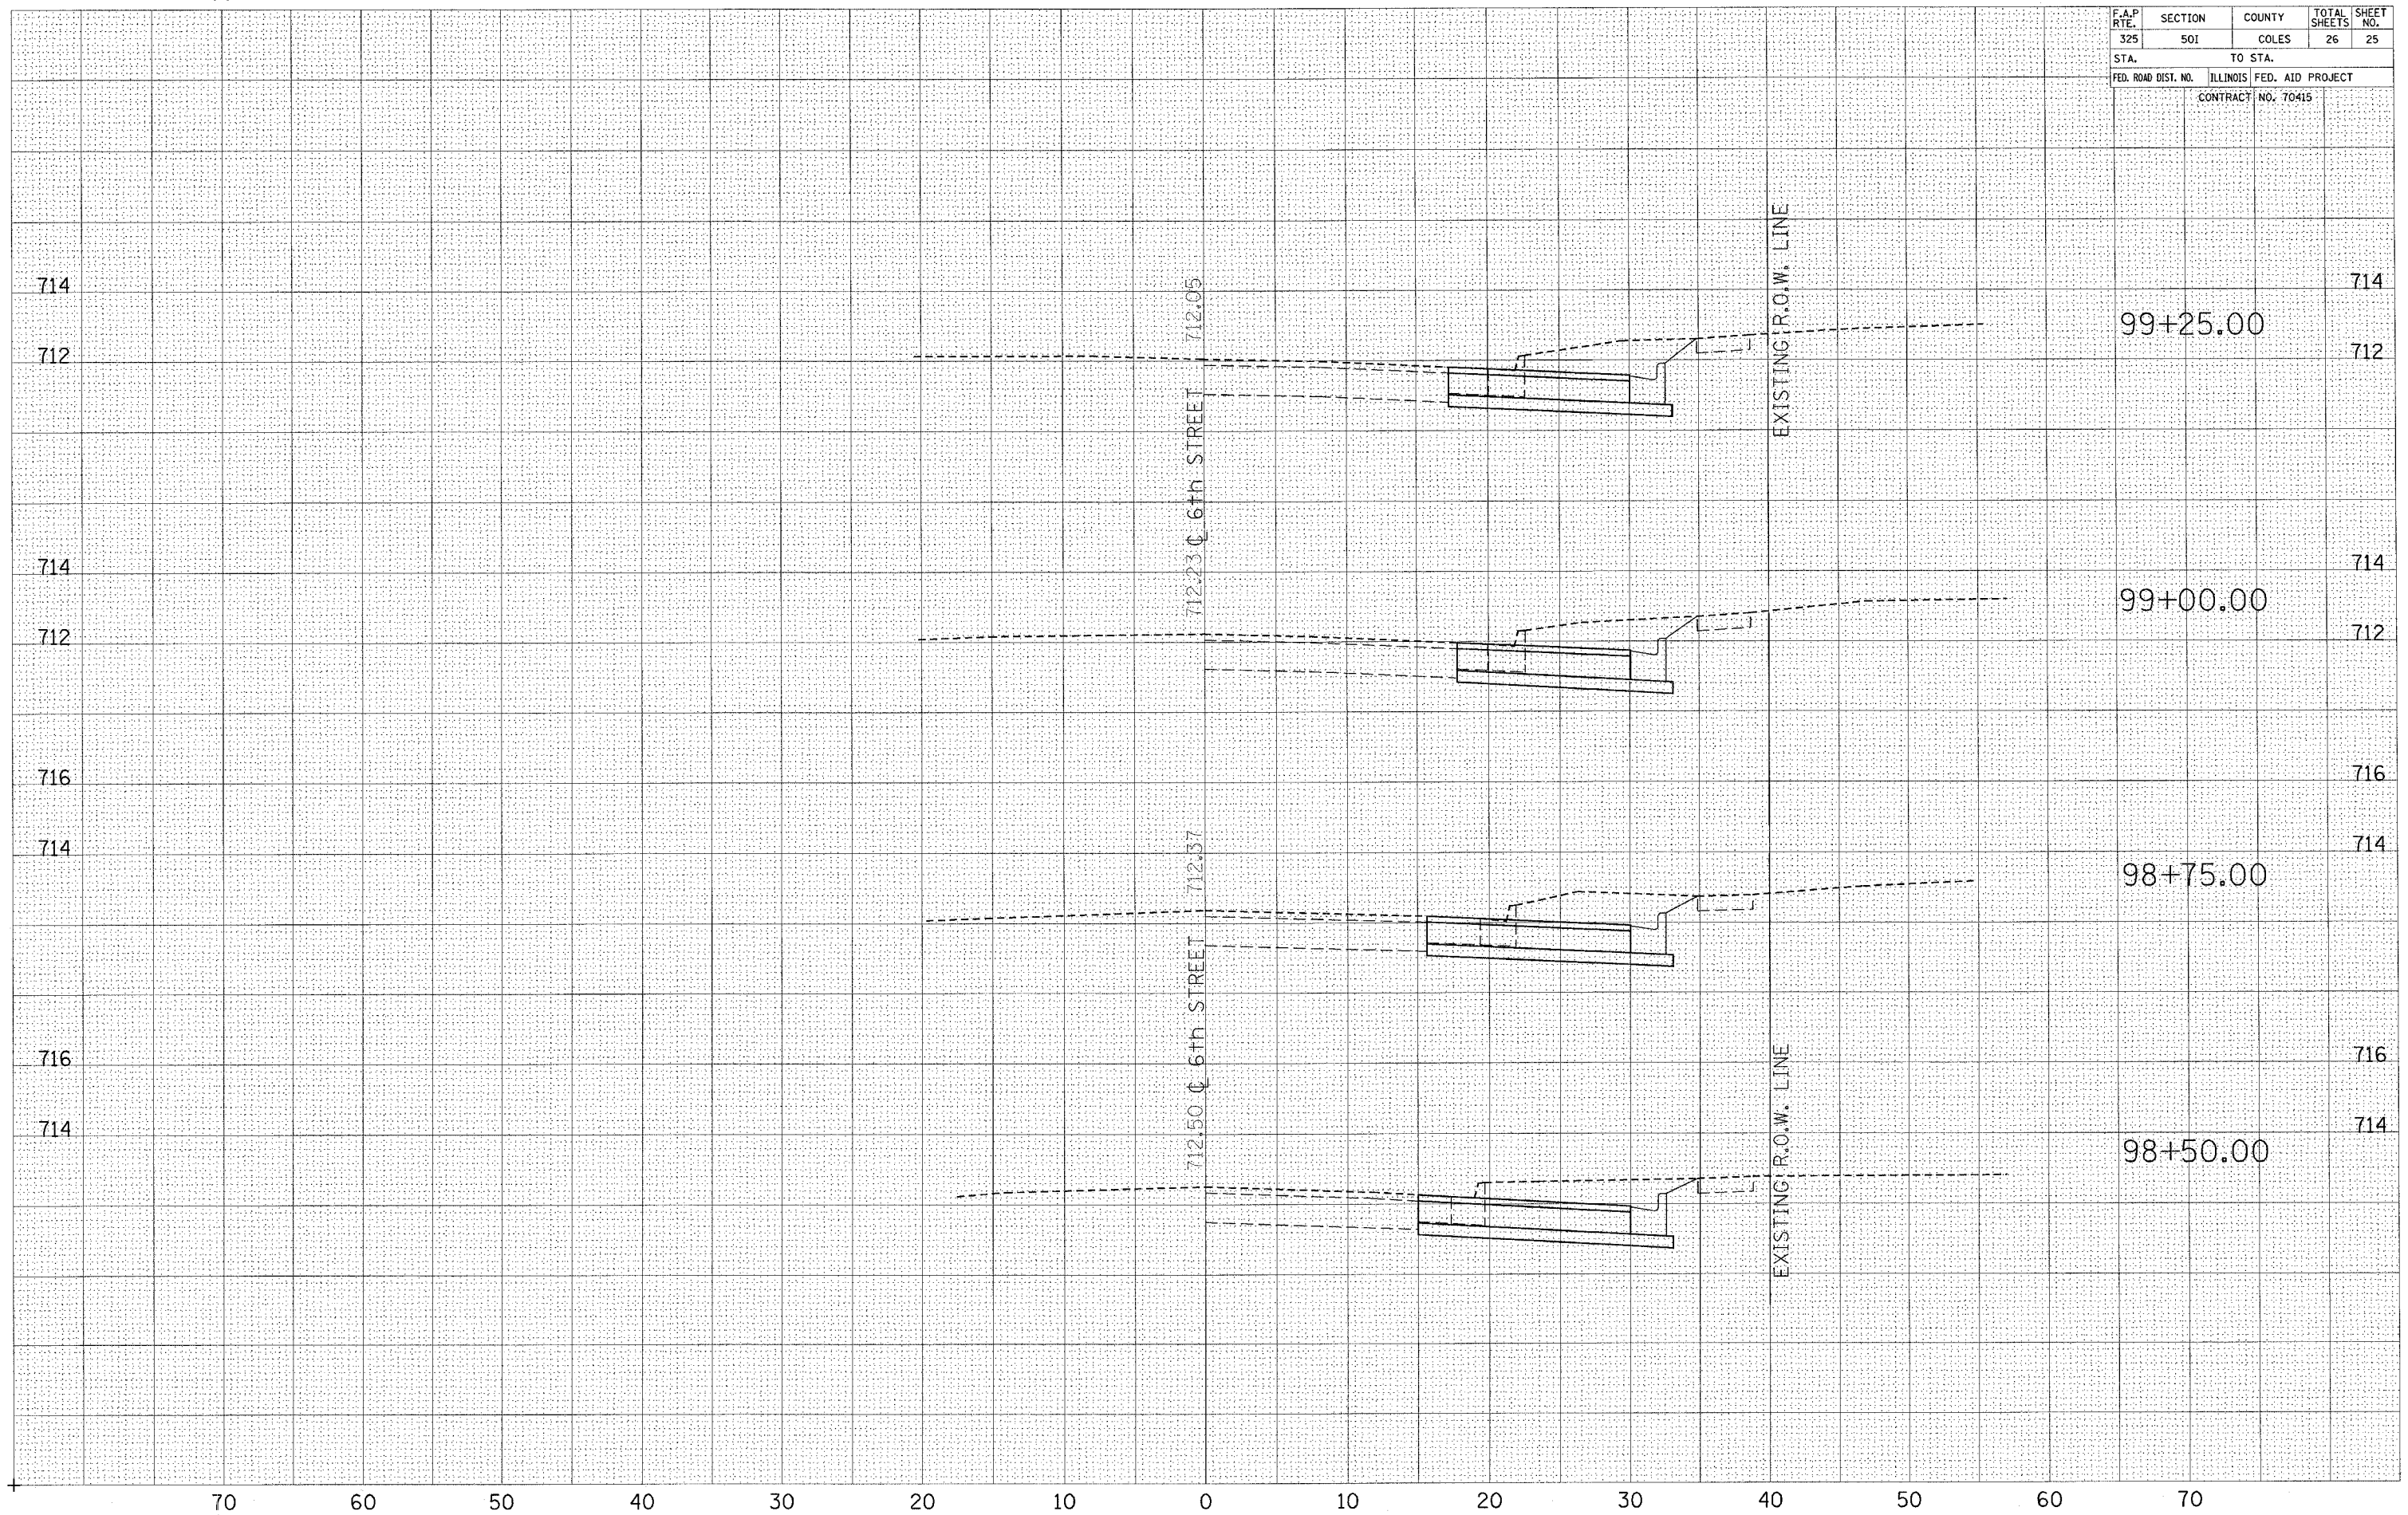 F.A.P RTE. SECTION COUNTY TOTAL SHEETS SHEET NO.
325 50I COLES 26 25
STA. TO STA.
FED. ROAD DIST. NO. ILLINOIS FED. AID PROJECT
CONTRACT NO. 70415
714 714
712.05
EXISTING R.O.W. LINE
99+25.00
712 712
℄ 6th STREET
714 714
712.23
99+00.00
712 712
716 716
714 714
712.37
98+75.00
℄ 6th STREET
716 716
EXISTING R.O.W. LINE
714 714
712.50
98+50.00
70 60 50 40 30 20 10 0 10 20 30 40 50 60 70